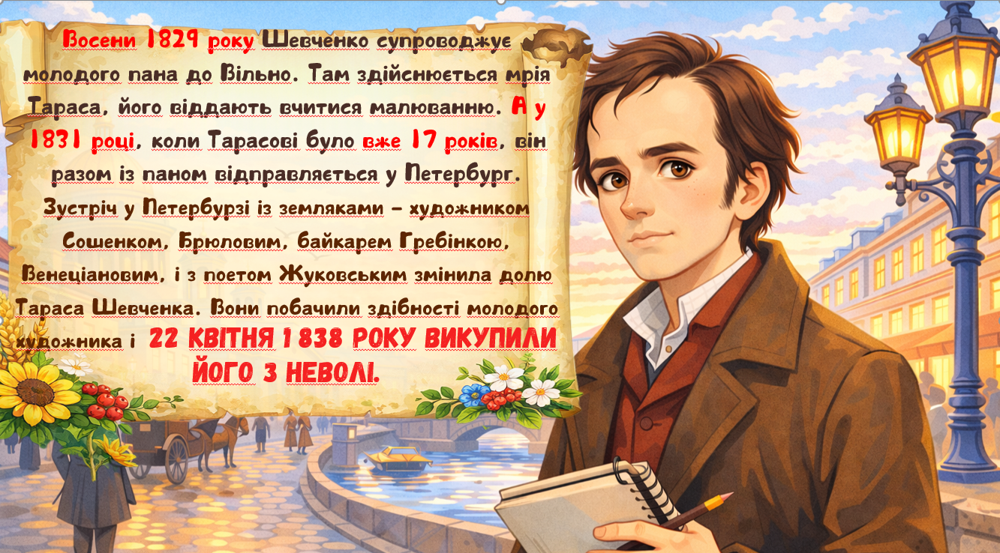 Восени 1829 року Шевченко супроводжує
молодого пана до Вільно. Там здійснюється мрія
Тараса, його віддають вчитися малюванню. А у
1831 році, коли Тарасові було вже 17 років, він
разом із паном відправляється у Петербург.
Зустріч у Петербурзі із земляками – художником
Сошенком, Брюловим, байкарем Гребінкою,
Венеціановим, і з поетом Жуковським змінила долю
Тараса Шевченка. Вони побачили здібності молодого
художника і 22 КВІТНЯ 1838 РОКУ ВИКУПИЛИ
ЙОГО З НЕВОЛІ.